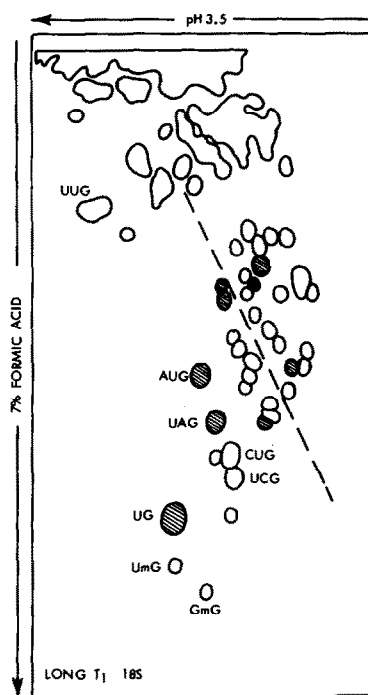 pH 3.5
7% FORMIC ACID
UUG
AUG
UAG
CUG
UCG
UG
UmG
GmG
LONG T₁ 18S